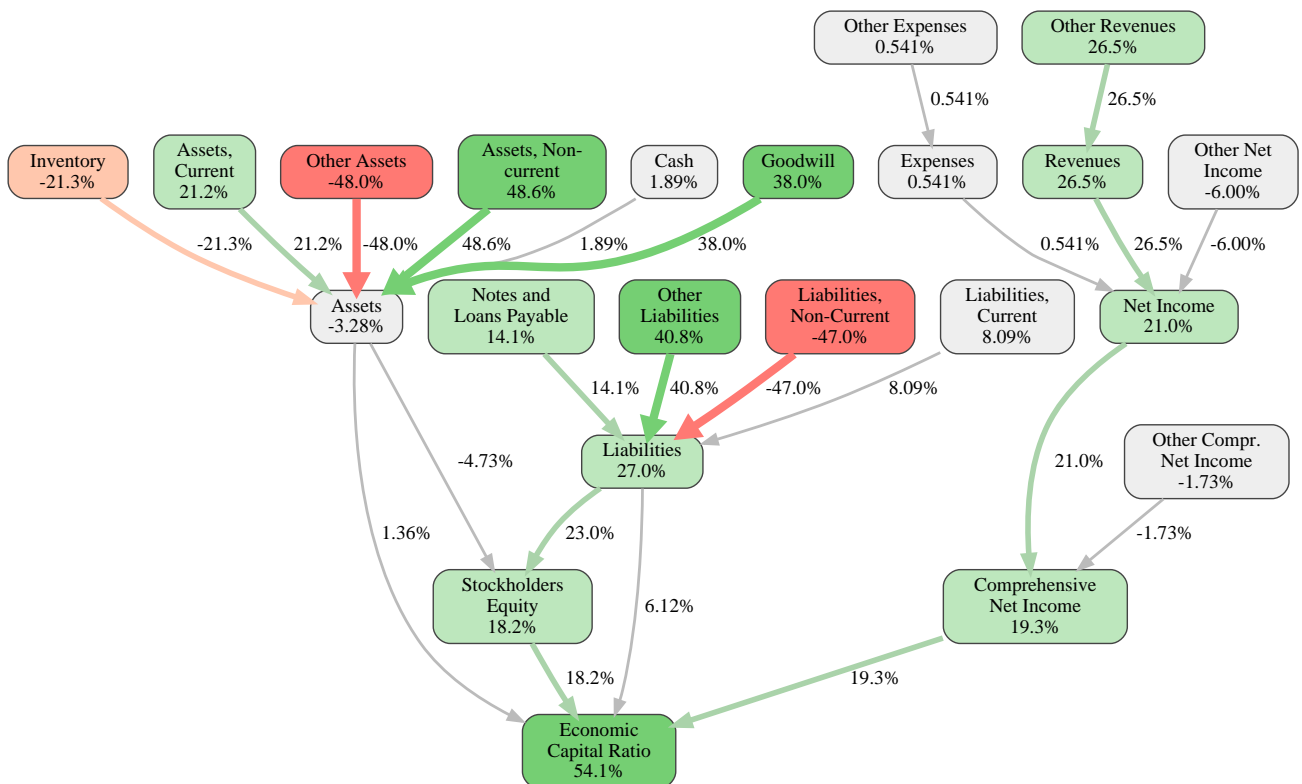 Other Expenses
0.541%
Other Revenues
26.5%
0.541%
26.5%
Inventory
-21.3%
Assets,
Current
21.2%
Other Assets
-48.0%
Assets, Non-
current
48.6%
Cash
1.89%
Goodwill
38.0%
Expenses
0.541%
Revenues
26.5%
Other Net
Income
-6.00%
-21.3%
21.2%
-48.0%
48.6%
1.89%
38.0%
0.541%
26.5%
-6.00%
Assets
-3.28%
Notes and
Loans Payable
14.1%
Other
Liabilities
40.8%
Liabilities,
Non-Current
-47.0%
Liabilities,
Current
8.09%
Net Income
21.0%
14.1%
40.8%
-47.0%
8.09%
Liabilities
27.0%
-4.73%
21.0%
Other Compr.
Net Income
-1.73%
1.36%
23.0%
-1.73%
Stockholders
Equity
18.2%
6.12%
Comprehensive
Net Income
19.3%
18.2%
19.3%
Economic
Capital Ratio
54.1%